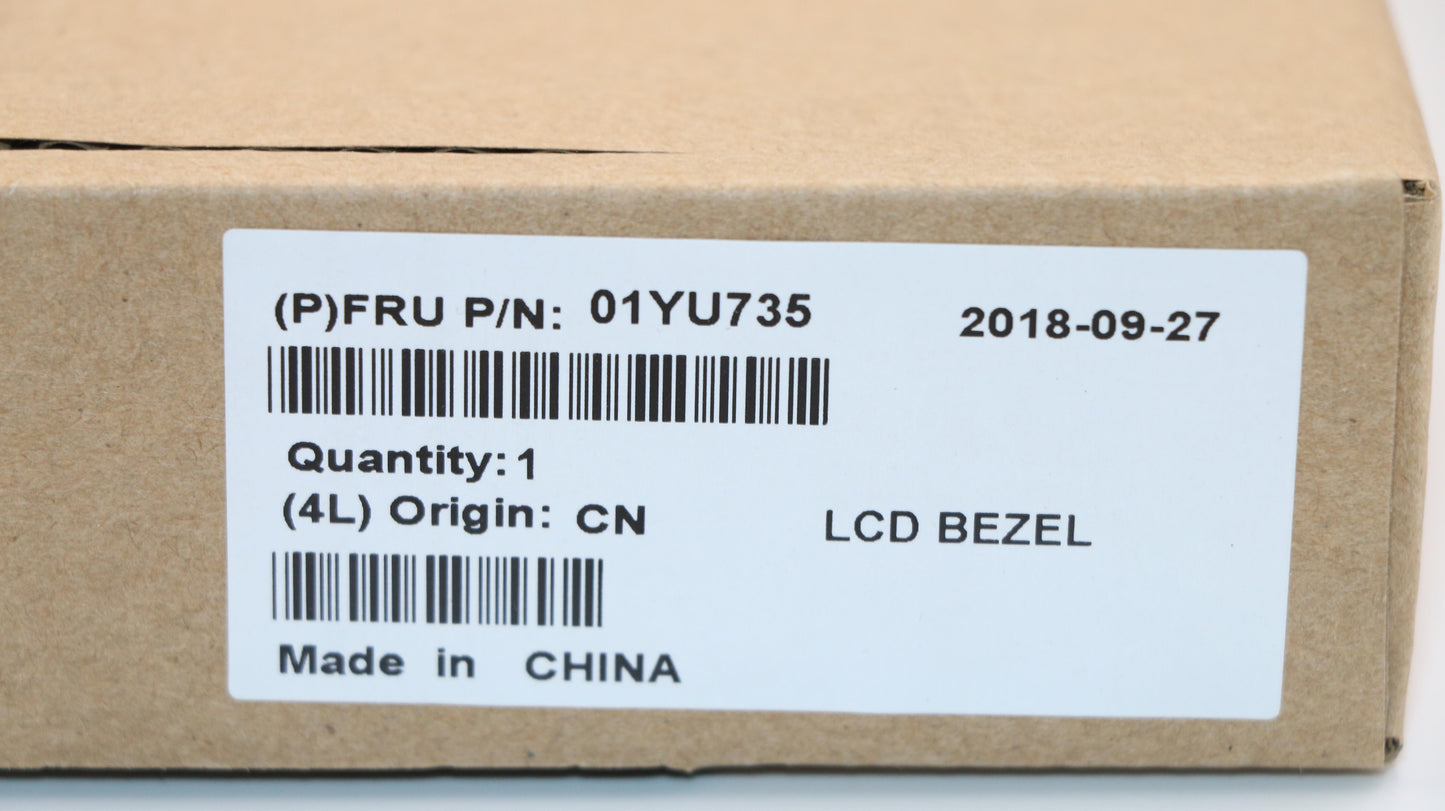 (P)FRU P/N: 01YU735 2018-09-27
Quantity: 1
(4L) Origin: CN LCD BEZEL
Made in CHINA